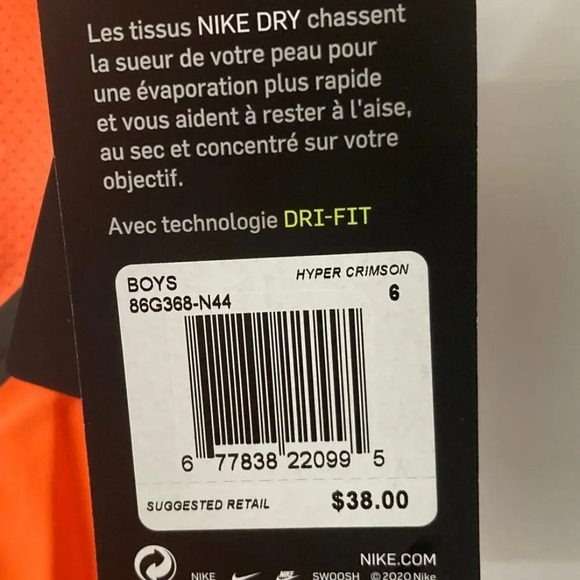 Les tissus NIKE DRY chassent
la sueur de votre peau pour
une évaporation plus rapide
et vous aident à rester à l'aise,
au sec et concentré sur votre
objectif.
Avec technologie DRI-FIT
BOYS HYPER CRIMSON
86G368-N44 6
6 77838 22099 5
SUGGESTED RETAIL $38.00
NIKE.COM
NIKE SWOOSH ©2020 Nike